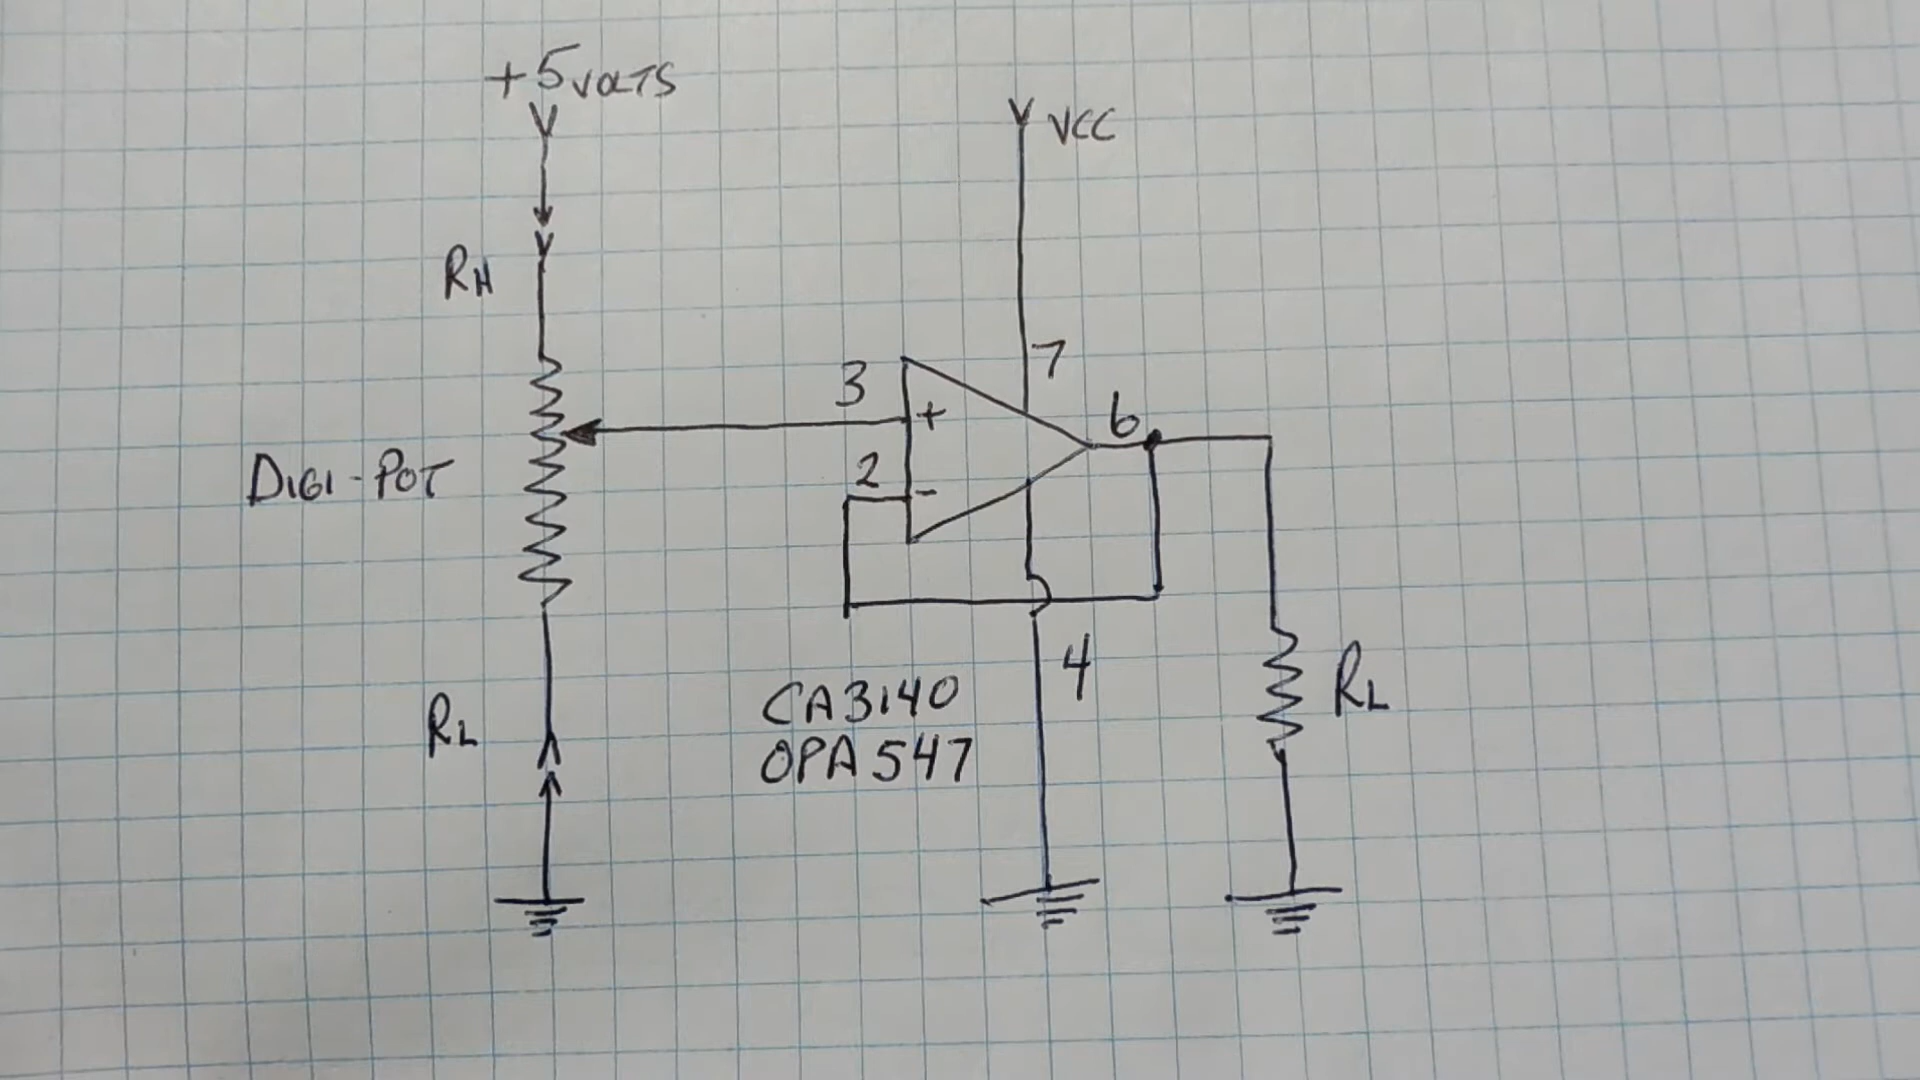 +5VOLTS
VCC
RH
7
3
+
6
2
-
DIGI-POT
4
RL
CA3140
RL
OPA547